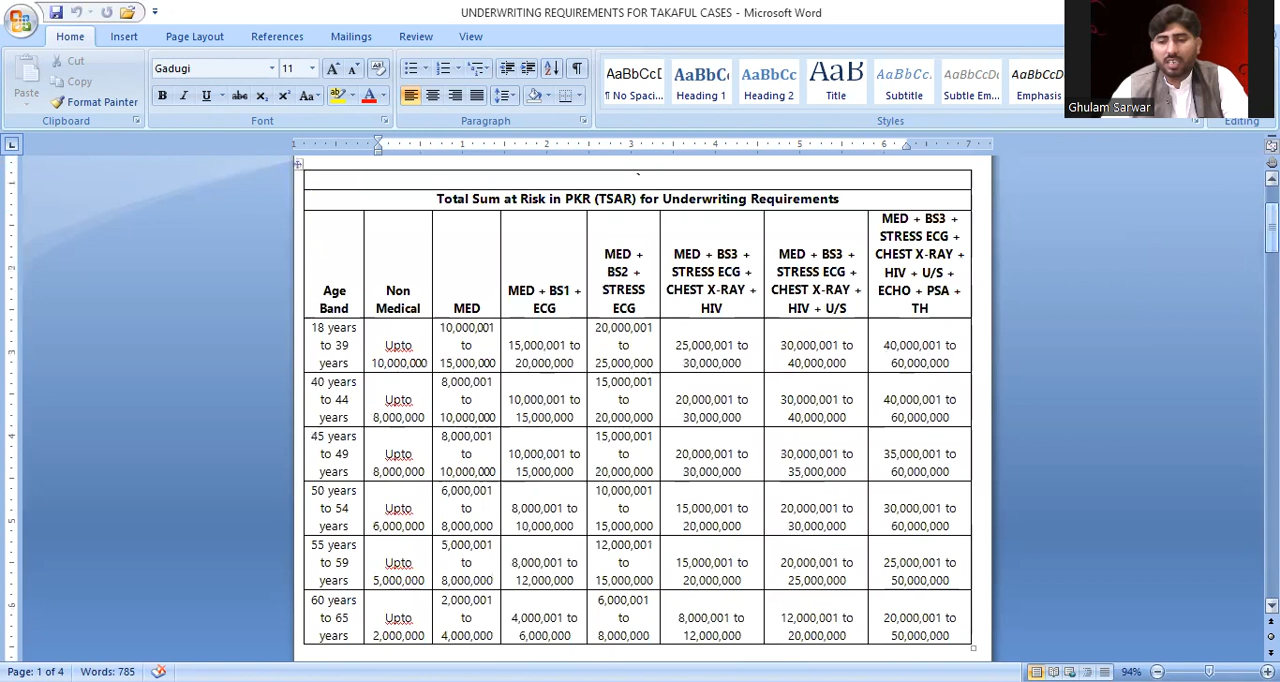 UNDERWRITING REQUIREMENTS FOR TAKAFUL CASES - Microsoft Word
Home Insert Page Layout References Mailings Review View
Paste
Cut
Copy
Format Painter
Clipboard
Gadugi 11
Font
Paragraph
AaBbCcD AaBbC AaBbCc AaB AaBbCc. AaBbCcDc AaBbCcD
¶ No Spaci... Heading 1 Heading 2 Title Subtitle Subtle Em... Emphasis
Styles
Editing
Ghulam Sarwar
1 1 2 3 4 5 6 7
Total Sum at Risk in PKR (TSAR) for Underwriting Requirements
Age Band
Non Medical
MED
MED + BS1 + ECG
MED + BS2 + STRESS ECG
MED + BS3 + STRESS ECG + CHEST X-RAY + HIV
MED + BS3 + STRESS ECG + CHEST X-RAY + HIV + U/S
MED + BS3 + STRESS ECG + CHEST X-RAY + HIV + U/S + ECHO + PSA + TH
18 years to 39 years Upto 10,000,000 10,000,001 to 15,000,000 15,000,001 to 20,000,000 20,000,001 to 25,000,000 25,000,001 to 30,000,000 30,000,001 to 40,000,000 40,000,001 to 60,000,000
40 years to 44 years Upto 8,000,000 8,000,001 to 10,000,000 10,000,001 to 15,000,000 15,000,001 to 20,000,000 20,000,001 to 30,000,000 30,000,001 to 40,000,000 40,000,001 to 60,000,000
45 years to 49 years Upto 8,000,000 8,000,001 to 10,000,000 10,000,001 to 15,000,000 15,000,001 to 20,000,000 20,000,001 to 30,000,000 30,000,001 to 35,000,000 35,000,001 to 60,000,000
50 years to 54 years Upto 6,000,000 6,000,001 to 8,000,000 8,000,001 to 10,000,000 10,000,001 to 15,000,000 15,000,001 to 20,000,000 20,000,001 to 30,000,000 30,000,001 to 60,000,000
55 years to 59 years Upto 5,000,000 5,000,001 to 8,000,000 8,000,001 to 12,000,000 12,000,001 to 15,000,000 15,000,001 to 20,000,000 20,000,001 to 25,000,000 25,000,001 to 50,000,000
60 years to 65 years Upto 2,000,000 2,000,001 to 4,000,000 4,000,001 to 6,000,000 6,000,001 to 8,000,000 8,000,001 to 12,000,000 12,000,001 to 20,000,000 20,000,001 to 50,000,000
Page: 1 of 4 Words: 785 94%